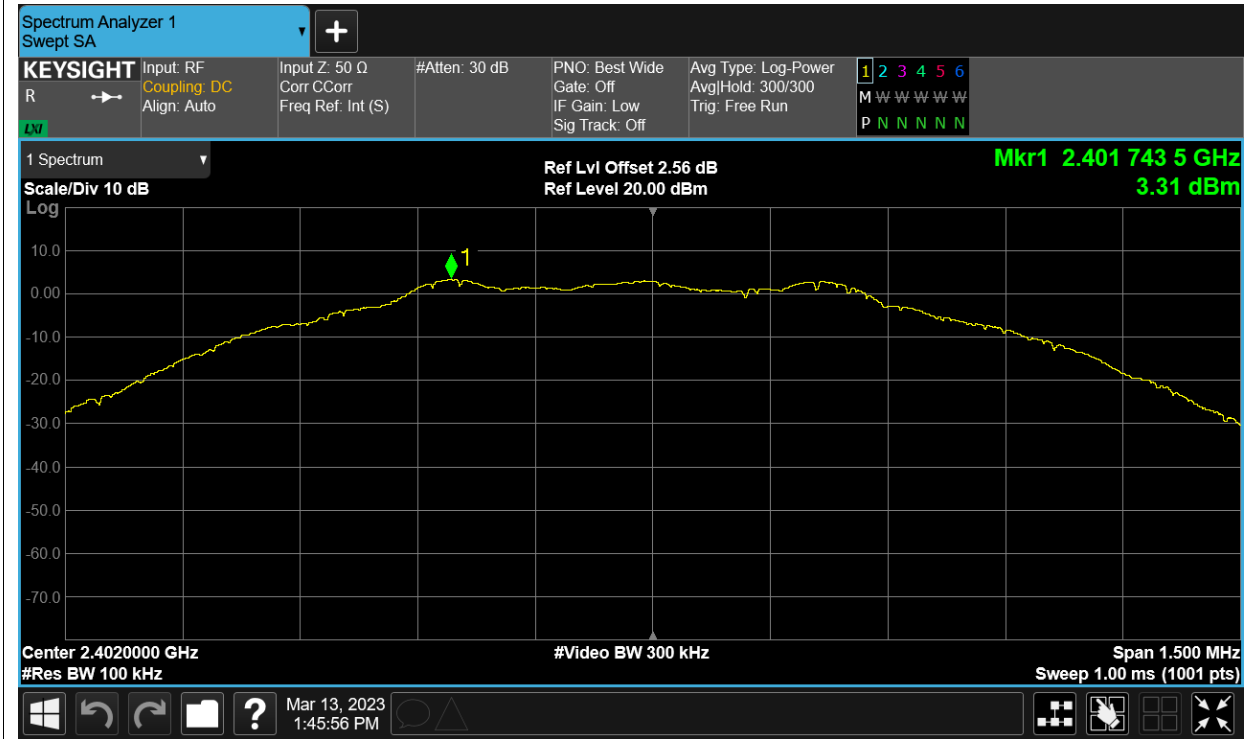 Spectrum Analyzer 1
Swept SA
+
KEYSIGHT
R
LXI
Input: RF
Coupling: DC
Align: Auto
Input Z: 50 Ω
Corr CCorr
Freq Ref: Int (S)
#Atten: 30 dB
PNO: Best Wide
Gate: Off
IF Gain: Low
Sig Track: Off
Avg Type: Log-Power
Avg|Hold: 300/300
Trig: Free Run
1 2 3 4 5 6
M W W W W W W
P N N N N N N
1 Spectrum
Scale/Div 10 dB
Log
Ref Lvl Offset 2.56 dB
Ref Level 20.00 dBm
Mkr1 2.401 743 5 GHz
3.31 dBm
1
10.0
0.00
-10.0
-20.0
-30.0
-40.0
-50.0
-60.0
-70.0
Center 2.4020000 GHz
#Video BW 300 kHz
Span 1.500 MHz
#Res BW 100 kHz
Sweep 1.00 ms (1001 pts)
?
Mar 13, 2023
1:45:56 PM